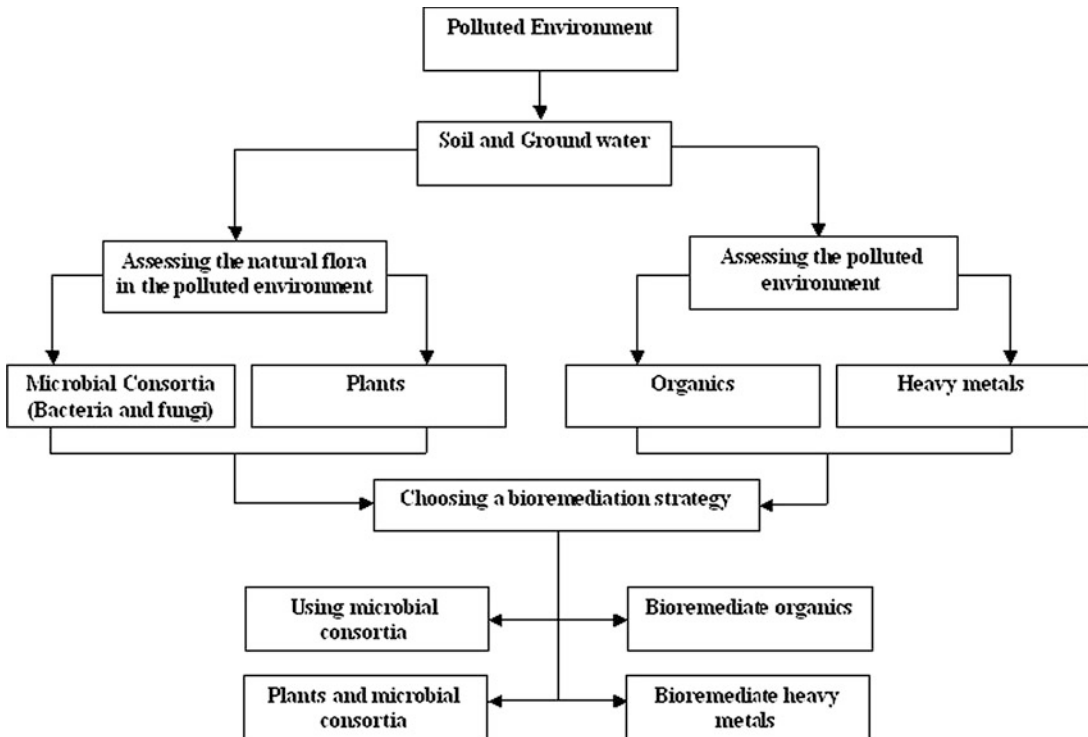 Polluted Environment
Soil and Ground water
Assessing the natural flora
in the polluted environment
Assessing the polluted
environment
Microbial Consortia
(Bacteria and fungi)
Plants
Organics
Heavy metals
Choosing a bioremediation strategy
Using microbial
consortia
Bioremediate organics
Plants and microbial
consortia
Bioremediate heavy
metals